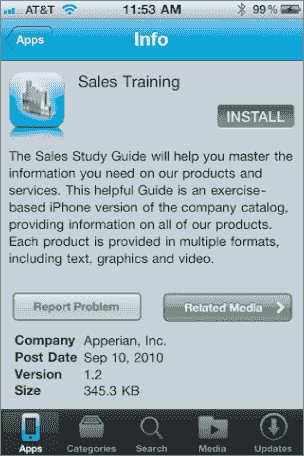 AT&T 11:53 AM 99%
Apps Info
Sales Training
INSTALL
The Sales Study Guide will help you master the
information you need on our products and
services. This helpful Guide is an exercise-
based iPhone version of the company catalog,
providing information on all of our products.
Each product is provided in multiple formats,
including text, graphics and video.
Report Problem Related Media
Company Apperian, Inc.
Post Date Sep 10, 2010
Version 1.2
Size 345.3 KB
Apps Categories Search Media Updates